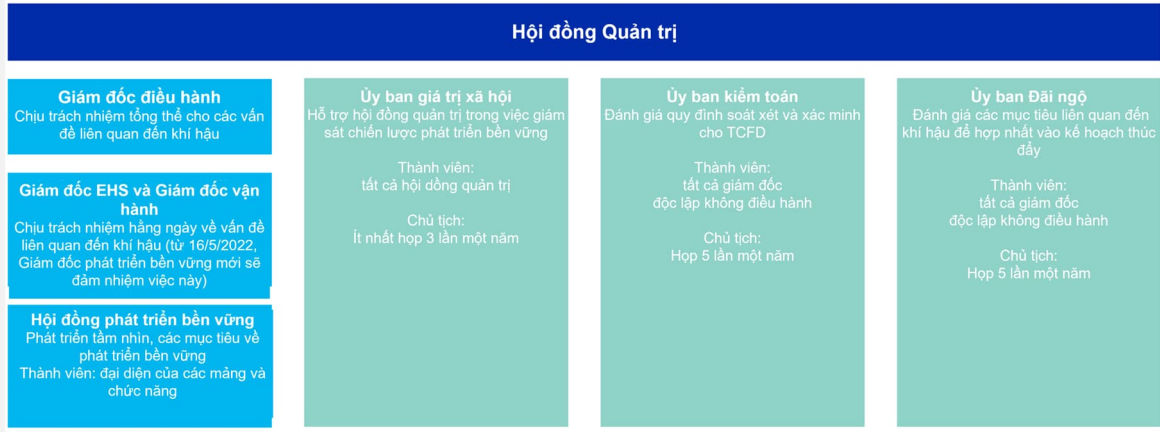 Hội đồng Quản trị
Giám đốc điều hành
Chịu trách nhiệm tổng thể cho các vấn
đề liên quan đến khí hậu
Giám đốc EHS và Giám đốc vận
hành
Chịu trách nhiệm hằng ngày về vấn đề
liên quan đến khí hậu (từ 16/5/2022,
Giám đốc phát triển bền vững mới sẽ
đảm nhiệm việc này)
Hội đồng phát triển bền vững
Phát triển tầm nhìn, các mục tiêu về
phát triển bền vững
Thành viên: đại diện của các mảng và
chức năng
Ủy ban giá trị xã hội
Hỗ trợ hội đồng quản trị trong việc giám
sát chiến lược phát triển bền vững
Thành viên:
tất cả hội dồng quản trị
Chủ tịch:
Ít nhất họp 3 lần một năm
Ủy ban kiểm toán
Đánh giá quy đình soát xét và xác minh
cho TCFD
Thành viên:
tất cả giám đốc
độc lập không điều hành
Chủ tịch:
Họp 5 lần một năm
Ủy ban Đãi ngộ
Đánh giá các mục tiêu liên quan đến
khí hậu để hợp nhất vào kế hoạch thúc
đẩy
Thành viên:
tất cả giám đốc
độc lập không điều hành
Chủ tịch:
Họp 5 lần một năm